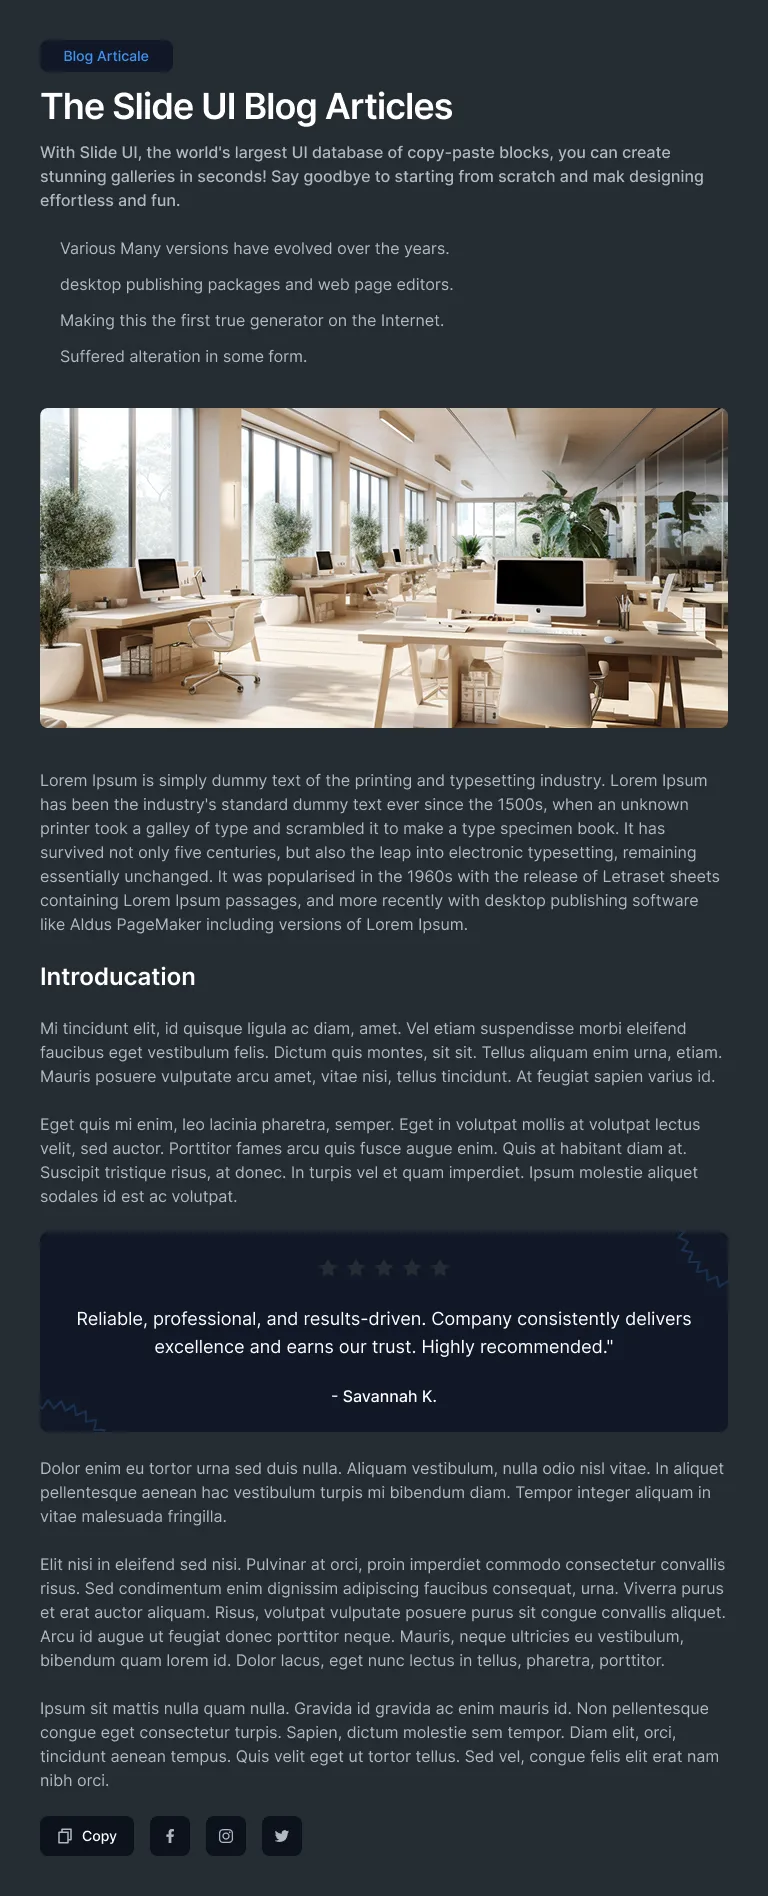 Blog Articale
The Slide UI Blog Articles
With Slide UI, the world's largest UI database of copy-paste blocks, you can create
stunning galleries in seconds! Say goodbye to starting from scratch and mak designing
effortless and fun.
Various Many versions have evolved over the years.
desktop publishing packages and web page editors.
Making this the first true generator on the Internet.
Suffered alteration in some form.
Lorem Ipsum is simply dummy text of the printing and typesetting industry. Lorem Ipsum
has been the industry's standard dummy text ever since the 1500s, when an unknown
printer took a galley of type and scrambled it to make a type specimen book. It has
survived not only five centuries, but also the leap into electronic typesetting, remaining
essentially unchanged. It was popularised in the 1960s with the release of Letraset sheets
containing Lorem Ipsum passages, and more recently with desktop publishing software
like Aldus PageMaker including versions of Lorem Ipsum.
Introducation
Mi tincidunt elit, id quisque ligula ac diam, amet. Vel etiam suspendisse morbi eleifend
faucibus eget vestibulum felis. Dictum quis montes, sit sit. Tellus aliquam enim urna, etiam.
Mauris posuere vulputate arcu amet, vitae nisi, tellus tincidunt. At feugiat sapien varius id.
Eget quis mi enim, leo lacinia pharetra, semper. Eget in volutpat mollis at volutpat lectus
velit, sed auctor. Porttitor fames arcu quis fusce augue enim. Quis at habitant diam at.
Suscipit tristique risus, at donec. In turpis vel et quam imperdiet. Ipsum molestie aliquet
sodales id est ac volutpat.
Reliable, professional, and results-driven. Company consistently delivers
excellence and earns our trust. Highly recommended."
- Savannah K.
Dolor enim eu tortor urna sed duis nulla. Aliquam vestibulum, nulla odio nisl vitae. In aliquet
pellentesque aenean hac vestibulum turpis mi bibendum diam. Tempor integer aliquam in
vitae malesuada fringilla.
Elit nisi in eleifend sed nisi. Pulvinar at orci, proin imperdiet commodo consectetur convallis
risus. Sed condimentum enim dignissim adipiscing faucibus consequat, urna. Viverra purus
et erat auctor aliquam. Risus, volutpat vulputate posuere purus sit congue convallis aliquet.
Arcu id augue ut feugiat donec porttitor neque. Mauris, neque ultricies eu vestibulum,
bibendum quam lorem id. Dolor lacus, eget nunc lectus in tellus, pharetra, porttitor.
Ipsum sit mattis nulla quam nulla. Gravida id gravida ac enim mauris id. Non pellentesque
congue eget consectetur turpis. Sapien, dictum molestie sem tempor. Diam elit, orci,
tincidunt aenean tempus. Quis velit eget ut tortor tellus. Sed vel, congue felis elit erat nam
nibh orci.
Copy